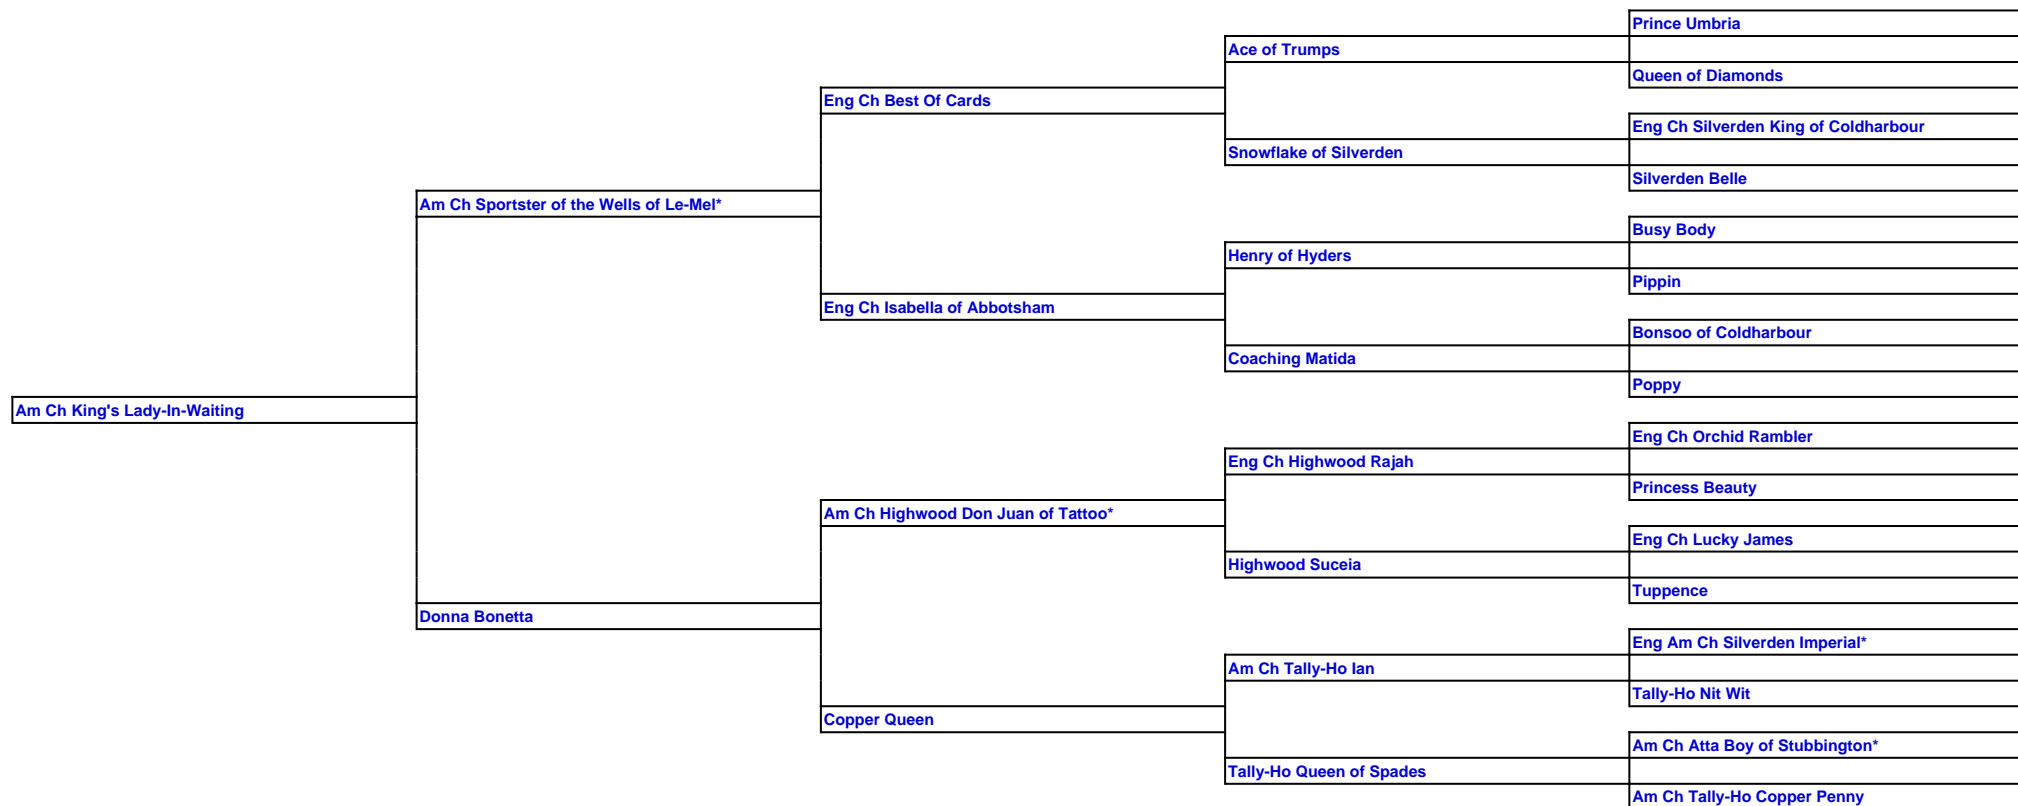 Prince Umbria
Ace of Trumps
Queen of Diamonds
Eng Ch Best Of Cards
Eng Ch Silverden King of Coldharbour
Snowflake of Silverden
Silverden Belle
Am Ch Sportster of the Wells of Le-Mel*
Busy Body
Henry of Hyders
Pippin
Eng Ch Isabella of Abbotsham
Bonsoo of Coldharbour
Coaching Matida
Poppy
Am Ch King's Lady-In-Waiting
Eng Ch Orchid Rambler
Eng Ch Highwood Rajah
Princess Beauty
Am Ch Highwood Don Juan of Tattoo*
Eng Ch Lucky James
Highwood Suceia
Tuppence
Donna Bonetta
Eng Am Ch Silverden Imperial*
Am Ch Tally-Ho Ian
Tally-Ho Nit Wit
Copper Queen
Am Ch Atta Boy of Stubbington*
Tally-Ho Queen of Spades
Am Ch Tally-Ho Copper Penny